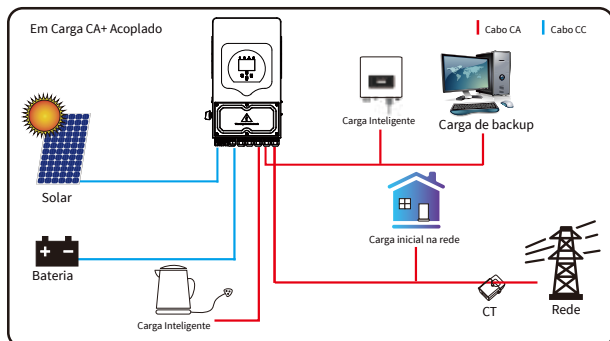 Em Carga CA+ Acoplado
Cabo CA
Cabo CC
Carga Inteligente
Carga de backup
Solar
Carga inicial na rede
Bateria
Carga Inteligente
CT
Rede